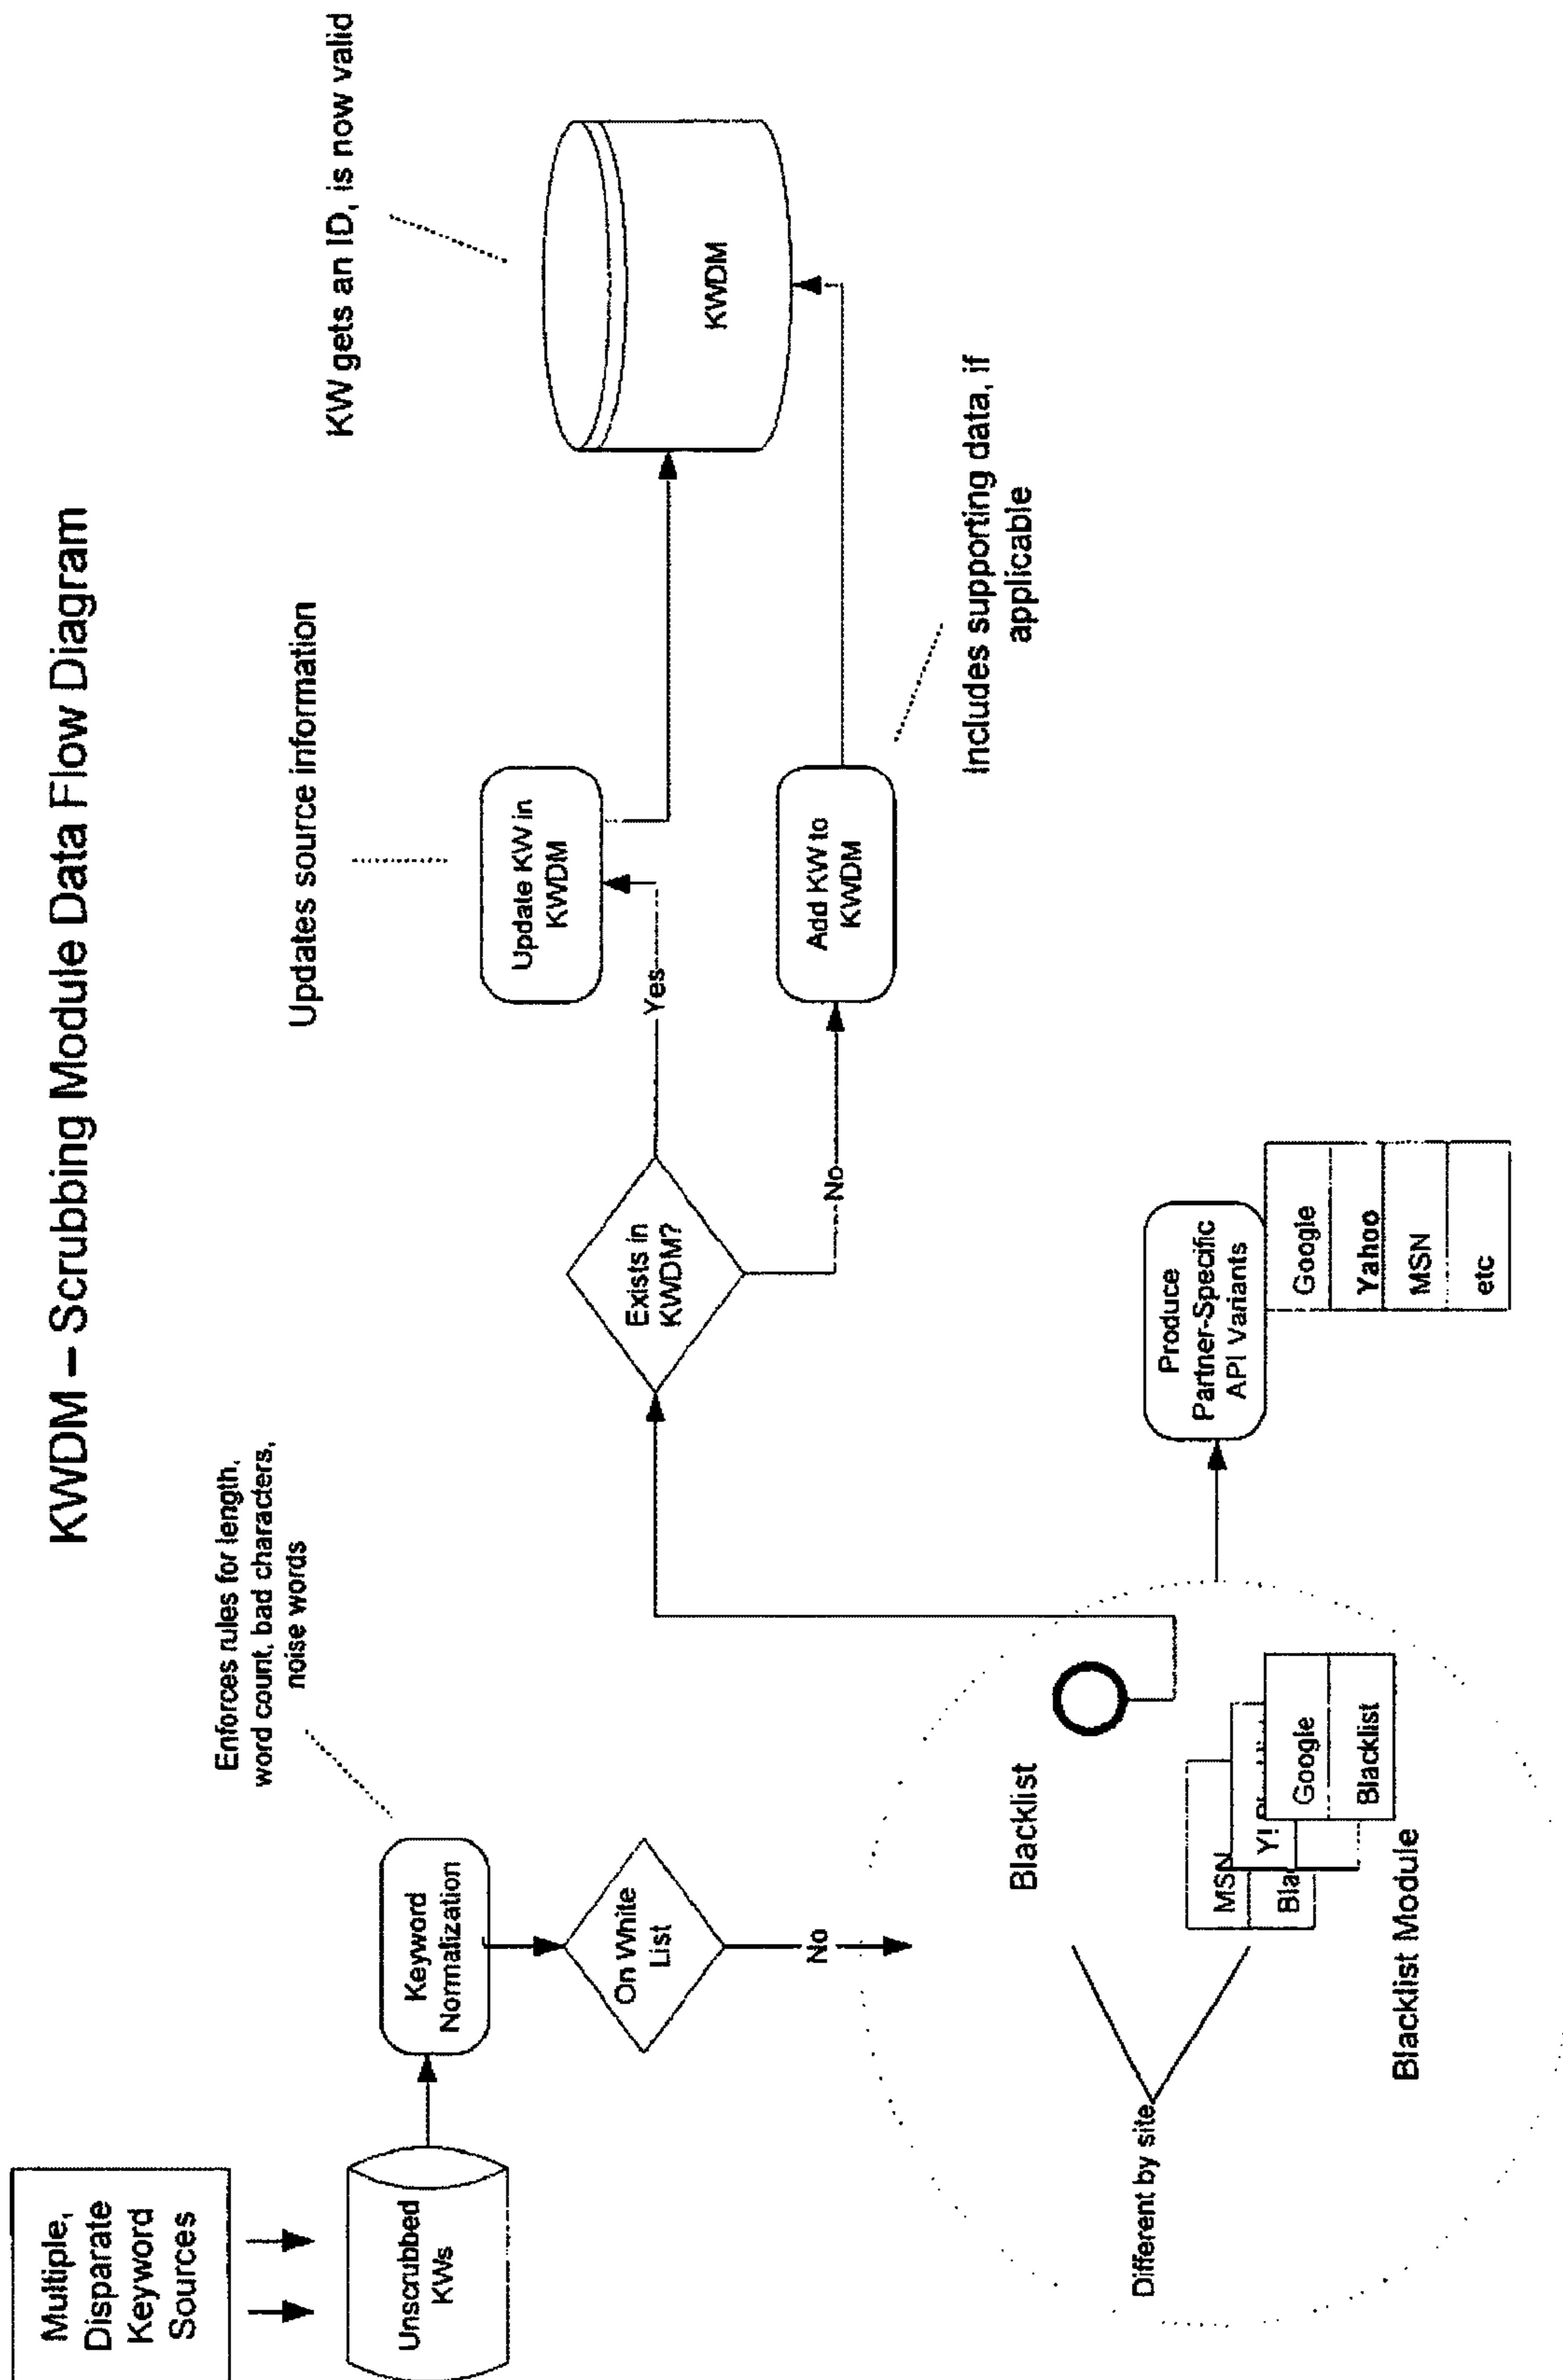 KWDM – Scrubbing Module Data Flow Diagram
Multiple,
Disparate
Keyword
Sources
Unscrubbed
KWs
Keyword
Normalization
Enforces rules for length,
word count, bad characters,
noise words
On White
List
No
Different by site
Blacklist
MSN
Bla
Y!
Google
Blacklist
Blacklist Module
Produce
Partner-Specific
API Variants
Google
Yahoo
MSN
etc
Exists in
KWDM?
Yes
No
Updates source information
Update KW in
KWDM
Add KW to
KWDM
Includes supporting data, if
applicable
KW gets an ID, is now valid
KWDM